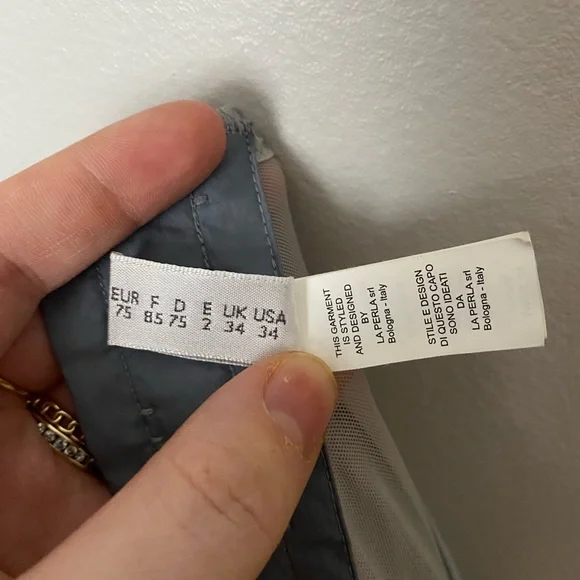 EUR F D E UK USA
75 85 75 2 34 34
THIS GARMENT
IS STYLED
AND DESIGNED
BY
LA PERLA srl
Bologna - Italy
STILE E DESIGN
DI QUESTO CAPO
SONO IDEATI
DA
LA PERLA srl
Bologna - Italy